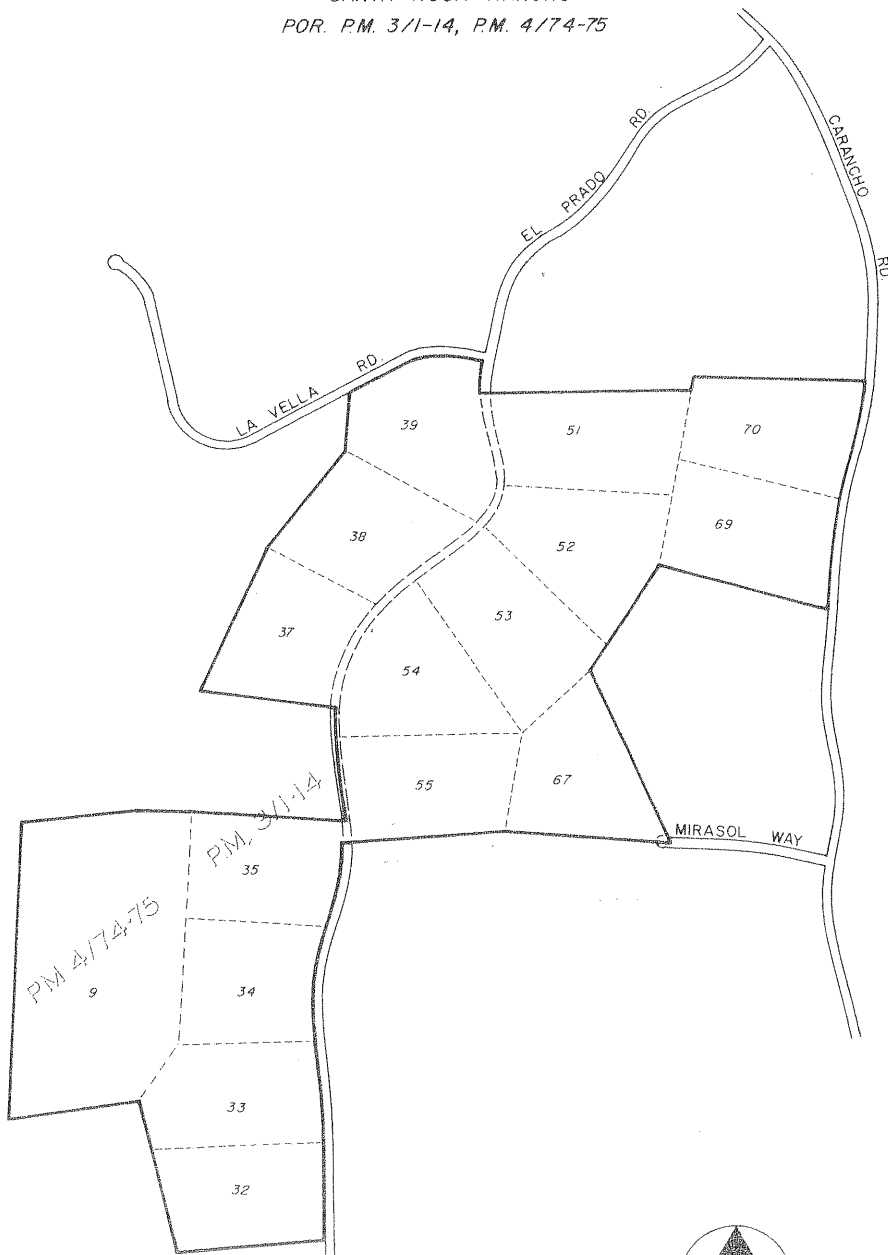 POR. P.M. 3/1-14, P.M. 4/74-75
CARANCHO RD.
EL PRADO RD.
LA VELLA RD.
39
51
70
38
52
69
37
53
54
55
67
MIRASOL WAY
P.M. 3/1-14
35
PM 4/74-75
9
34
33
32